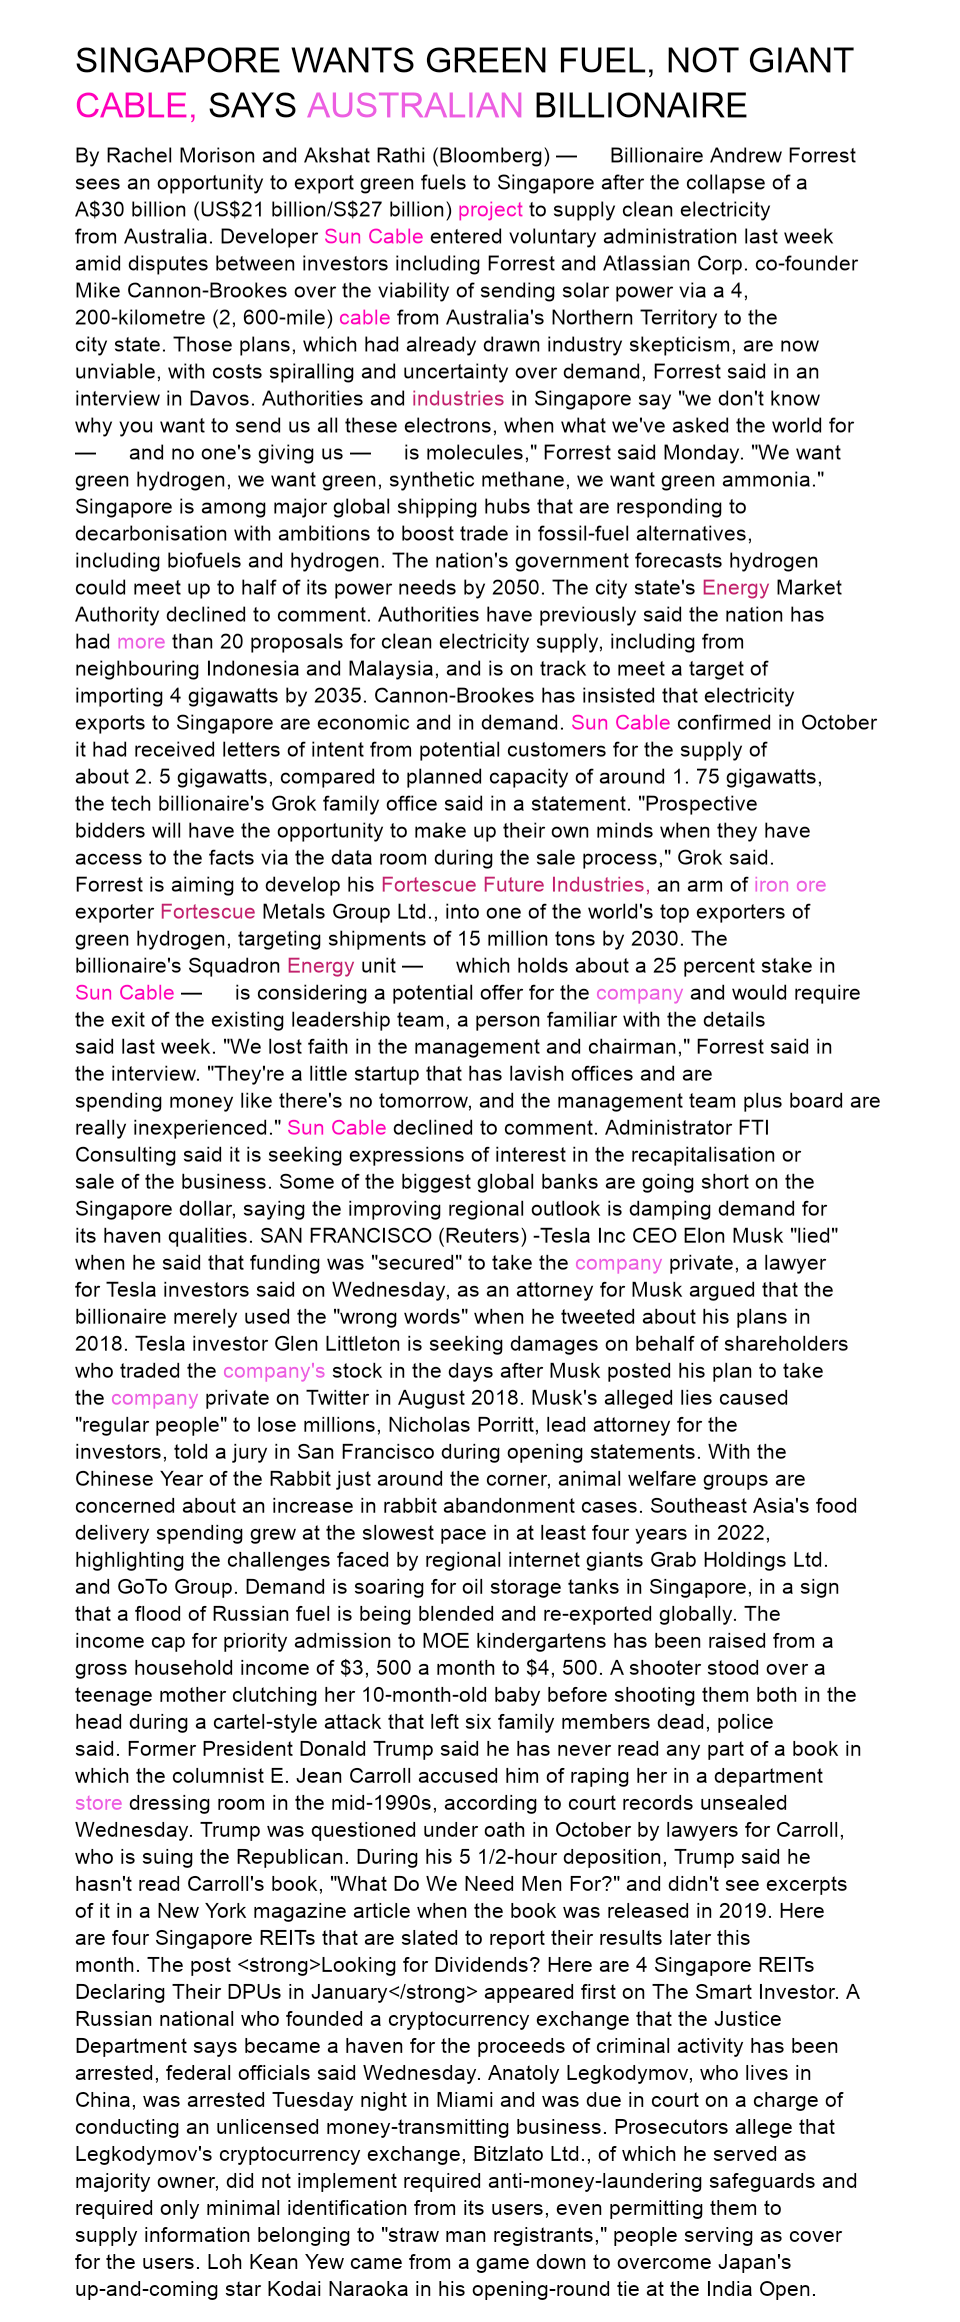 SINGAPORE WANTS GREEN FUEL, NOT GIANT
CABLE, SAYS AUSTRALIAN BILLIONAIRE
By Rachel Morison and Akshat Rathi (Bloomberg) — Billionaire Andrew Forrest
sees an opportunity to export green fuels to Singapore after the collapse of a
A$30 billion (US$21 billion/S$27 billion) project to supply clean electricity
from Australia. Developer Sun Cable entered voluntary administration last week
amid disputes between investors including Forrest and Atlassian Corp. co-founder
Mike Cannon-Brookes over the viability of sending solar power via a 4,
200-kilometre (2, 600-mile) cable from Australia's Northern Territory to the
city state. Those plans, which had already drawn industry skepticism, are now
unviable, with costs spiralling and uncertainty over demand, Forrest said in an
interview in Davos. Authorities and industries in Singapore say "we don't know
why you want to send us all these electrons, when what we've asked the world for
— and no one's giving us — is molecules," Forrest said Monday. "We want
green hydrogen, we want green, synthetic methane, we want green ammonia."
Singapore is among major global shipping hubs that are responding to
decarbonisation with ambitions to boost trade in fossil-fuel alternatives,
including biofuels and hydrogen. The nation's government forecasts hydrogen
could meet up to half of its power needs by 2050. The city state's Energy Market
Authority declined to comment. Authorities have previously said the nation has
had more than 20 proposals for clean electricity supply, including from
neighbouring Indonesia and Malaysia, and is on track to meet a target of
importing 4 gigawatts by 2035. Cannon-Brookes has insisted that electricity
exports to Singapore are economic and in demand. Sun Cable confirmed in October
it had received letters of intent from potential customers for the supply of
about 2. 5 gigawatts, compared to planned capacity of around 1. 75 gigawatts,
the tech billionaire's Grok family office said in a statement. "Prospective
bidders will have the opportunity to make up their own minds when they have
access to the facts via the data room during the sale process," Grok said.
Forrest is aiming to develop his Fortescue Future Industries, an arm of iron ore
exporter Fortescue Metals Group Ltd., into one of the world's top exporters of
green hydrogen, targeting shipments of 15 million tons by 2030. The
billionaire's Squadron Energy unit — which holds about a 25 percent stake in
Sun Cable — is considering a potential offer for the company and would require
the exit of the existing leadership team, a person familiar with the details
said last week. "We lost faith in the management and chairman," Forrest said in
the interview. "They're a little startup that has lavish offices and are
spending money like there's no tomorrow, and the management team plus board are
really inexperienced." Sun Cable declined to comment. Administrator FTI
Consulting said it is seeking expressions of interest in the recapitalisation or
sale of the business. Some of the biggest global banks are going short on the
Singapore dollar, saying the improving regional outlook is damping demand for
its haven qualities. SAN FRANCISCO (Reuters) -Tesla Inc CEO Elon Musk "lied"
when he said that funding was "secured" to take the company private, a lawyer
for Tesla investors said on Wednesday, as an attorney for Musk argued that the
billionaire merely used the "wrong words" when he tweeted about his plans in
2018. Tesla investor Glen Littleton is seeking damages on behalf of shareholders
who traded the company's stock in the days after Musk posted his plan to take
the company private on Twitter in August 2018. Musk's alleged lies caused
"regular people" to lose millions, Nicholas Porritt, lead attorney for the
investors, told a jury in San Francisco during opening statements. With the
Chinese Year of the Rabbit just around the corner, animal welfare groups are
concerned about an increase in rabbit abandonment cases. Southeast Asia's food
delivery spending grew at the slowest pace in at least four years in 2022,
highlighting the challenges faced by regional internet giants Grab Holdings Ltd.
and GoTo Group. Demand is soaring for oil storage tanks in Singapore, in a sign
that a flood of Russian fuel is being blended and re-exported globally. The
income cap for priority admission to MOE kindergartens has been raised from a
gross household income of $3, 500 a month to $4, 500. A shooter stood over a
teenage mother clutching her 10-month-old baby before shooting them both in the
head during a cartel-style attack that left six family members dead, police
said. Former President Donald Trump said he has never read any part of a book in
which the columnist E. Jean Carroll accused him of raping her in a department
store dressing room in the mid-1990s, according to court records unsealed
Wednesday. Trump was questioned under oath in October by lawyers for Carroll,
who is suing the Republican. During his 5 1/2-hour deposition, Trump said he
hasn't read Carroll's book, "What Do We Need Men For?" and didn't see excerpts
of it in a New York magazine article when the book was released in 2019. Here
are four Singapore REITs that are slated to report their results later this
month. The post <strong>Looking for Dividends? Here are 4 Singapore REITs
Declaring Their DPUs in January</strong> appeared first on The Smart Investor. A
Russian national who founded a cryptocurrency exchange that the Justice
Department says became a haven for the proceeds of criminal activity has been
arrested, federal officials said Wednesday. Anatoly Legkodymov, who lives in
China, was arrested Tuesday night in Miami and was due in court on a charge of
conducting an unlicensed money-transmitting business. Prosecutors allege that
Legkodymov's cryptocurrency exchange, Bitzlato Ltd., of which he served as
majority owner, did not implement required anti-money-laundering safeguards and
required only minimal identification from its users, even permitting them to
supply information belonging to "straw man registrants," people serving as cover
for the users. Loh Kean Yew came from a game down to overcome Japan's
up-and-coming star Kodai Naraoka in his opening-round tie at the India Open.